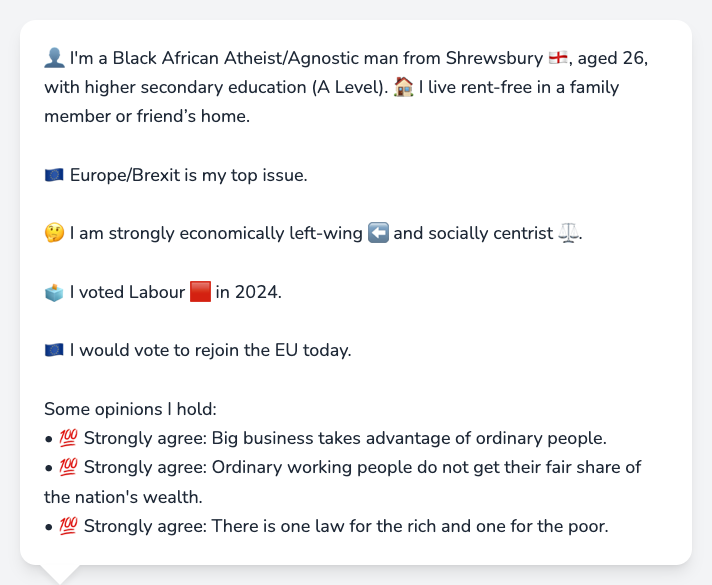 👤 I'm a Black African Atheist/Agnostic man from Shrewsbury 🏴󠁧󠁢󠁥󠁮󠁧󠁿, aged 26,
with higher secondary education (A Level). 🏠 I live rent-free in a family
member or friend’s home.
🇪🇺 Europe/Brexit is my top issue.
🤔 I am strongly economically left-wing ⬅️ and socially centrist ⚖️.
🗳️ I voted Labour 🟥 in 2024.
🇪🇺 I would vote to rejoin the EU today.
Some opinions I hold:
• 💯 Strongly agree: Big business takes advantage of ordinary people.
• 💯 Strongly agree: Ordinary working people do not get their fair share of
the nation's wealth.
• 💯 Strongly agree: There is one law for the rich and one for the poor.